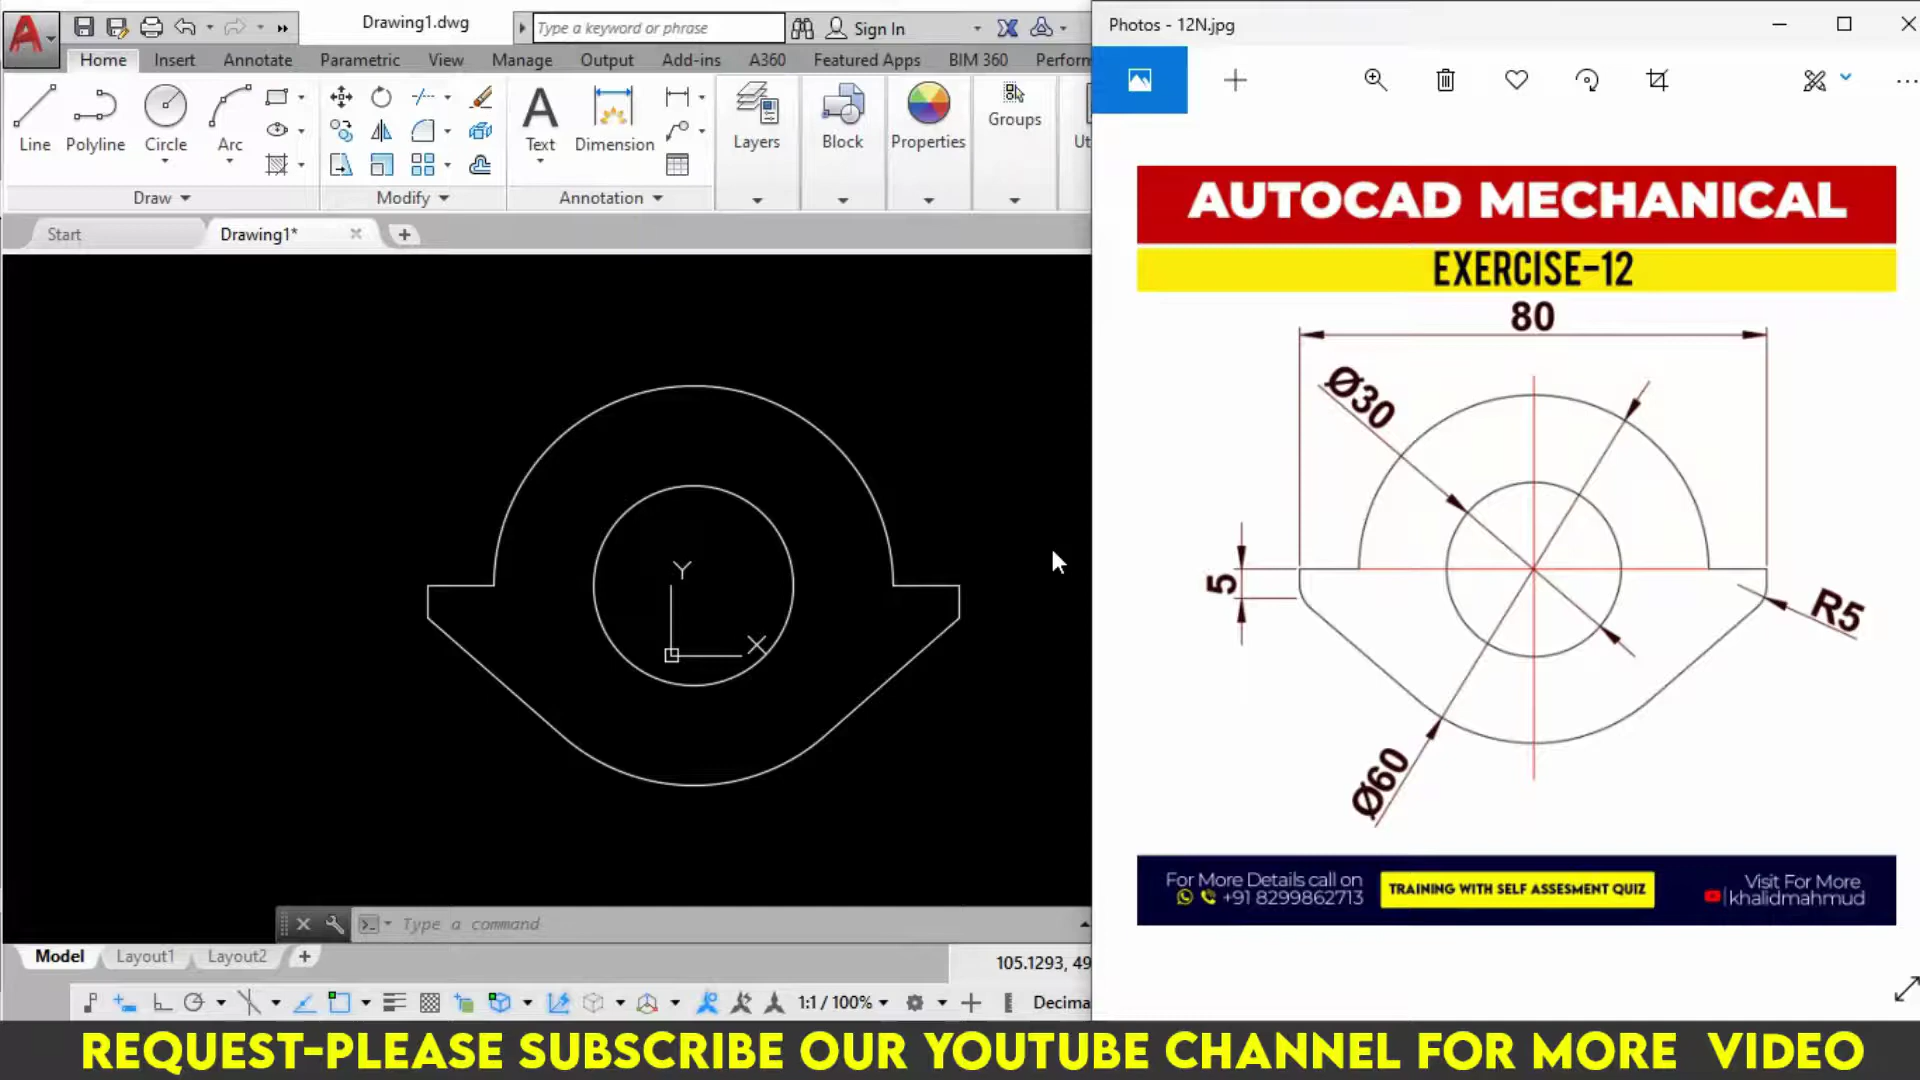 Drawing1.dwg
Type a keyword or phrase
Sign In
Photos - 12N.jpg
Home Insert Annotate Parametric View Manage Output Add-ins A360 Featured Apps BIM 360 Perform
Line Polyline Circle Arc
Text Dimension
Layers Block Properties Groups Ut
Draw Modify Annotation
Start Drawing1*
AUTOCAD MECHANICAL
EXERCISE-12
80
Ø30
5
R5
Ø60
Y
X
For More Details call on
+91 8299862713
TRAINING WITH SELF ASSESMENT QUIZ
Visit For More
khalidmahmud
Type a command
Model Layout1 Layout2
105.1293, 49
1:1 / 100% Decima
REQUEST-PLEASE SUBSCRIBE OUR YOUTUBE CHANNEL FOR MORE VIDEO